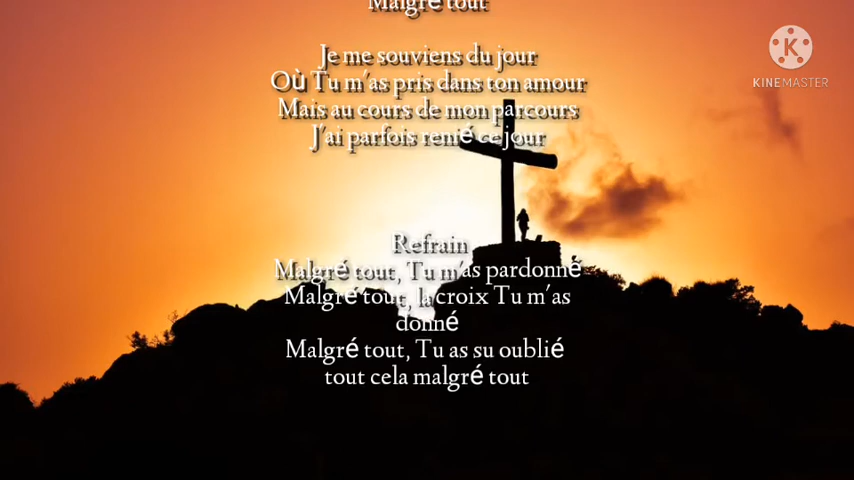 Malgré tout
Je me souviens du jour
Où Tu m'as pris dans ton amour
Mais au cours de mon parcours
J'ai parfois renié ce jour
Refrain
Malgré tout, Tu m'as pardonné
Malgré tout, la croix Tu m'as
donné
Malgré tout, Tu as su oublié
tout cela malgré tout
K
KINEMASTER